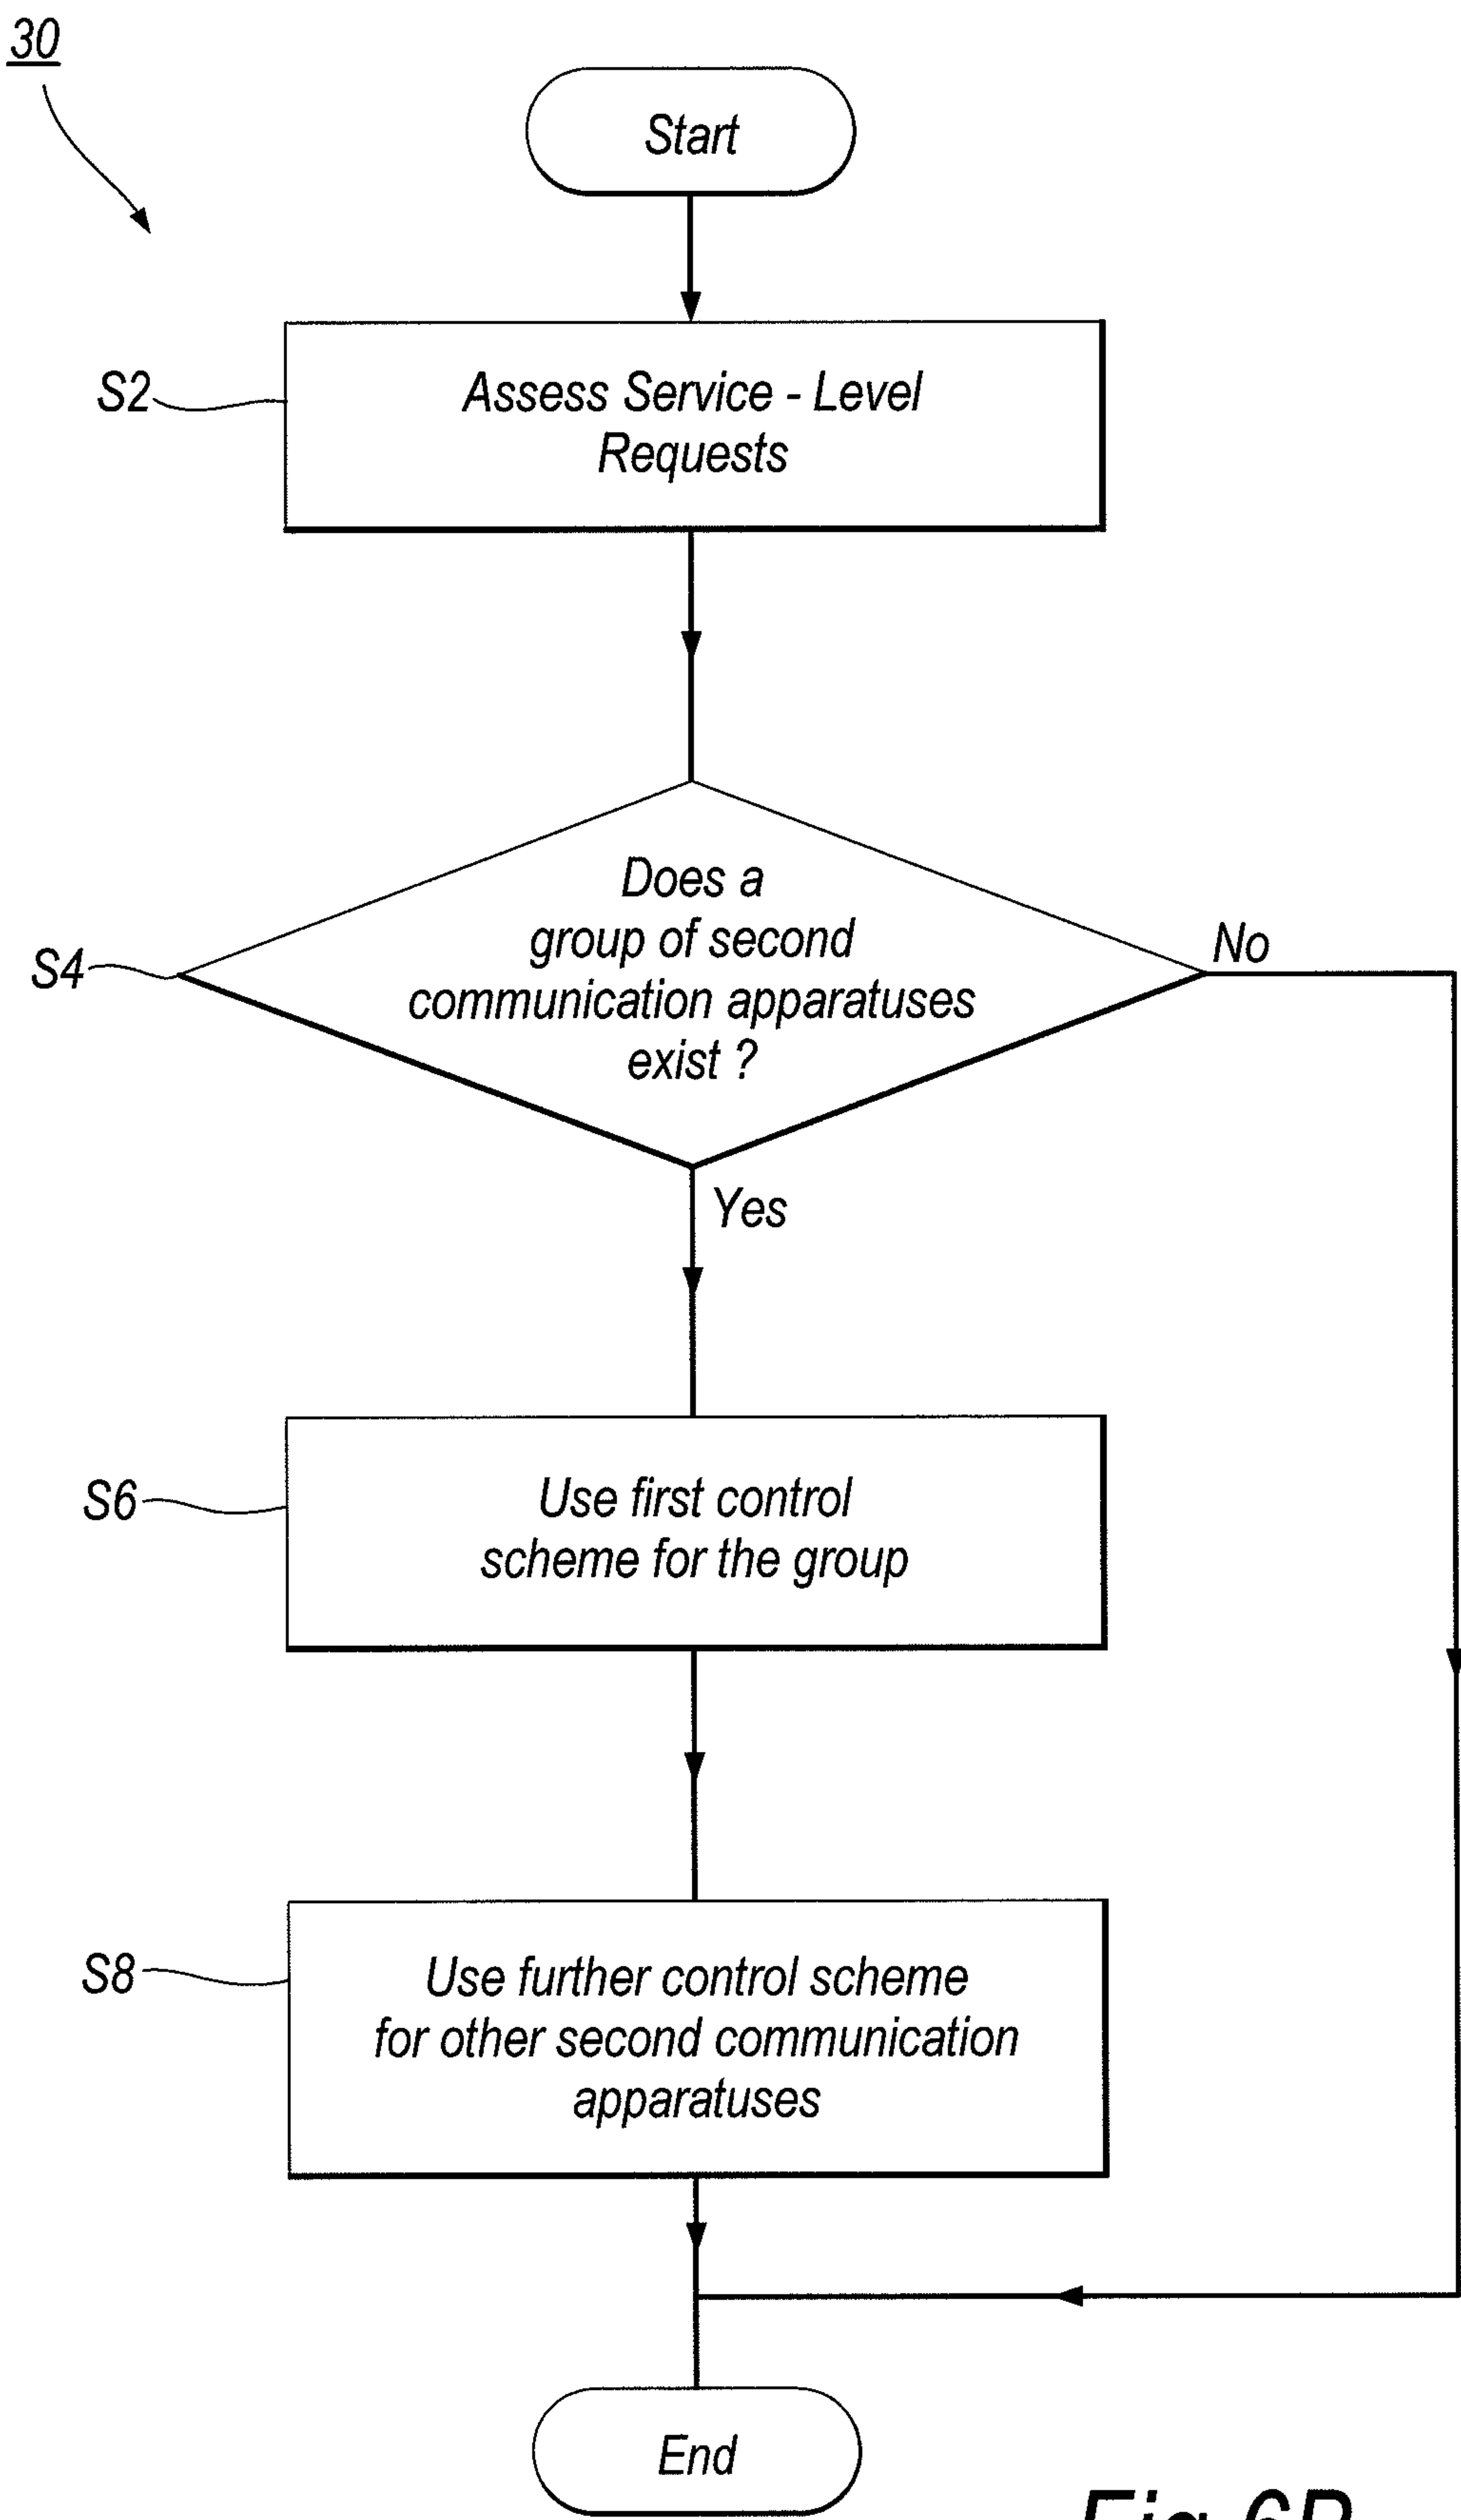 30
Start
S2
Assess Service - Level
Requests
S4
Does a
group of second
communication apparatuses
exist ?
No
Yes
S6
Use first control
scheme for the group
S8
Use further control scheme
for other second communication
apparatuses
End